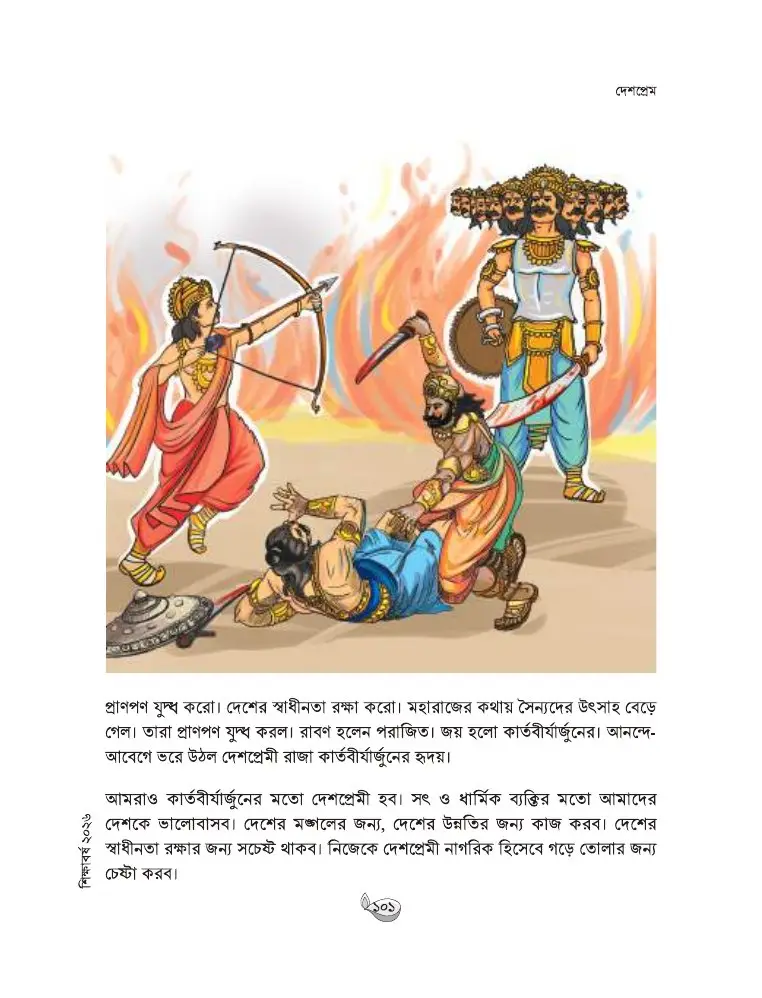 দেশপ্রেম
প্রাণপণ যুদ্ধ করো। দেশের স্বাধীনতা রক্ষা করো। মহারাজের কথায় সৈন্যদের উৎসাহ বেড়ে
গেল। তারা প্রাণপণ যুদ্ধ করল। রাবণ হলেন পরাজিত। জয় হলো কার্তবীর্যার্জুনের। আনন্দে-
আবেগে ভরে উঠল দেশপ্রেমী রাজা কার্তবীর্যার্জুনের হৃদয়।
আমরাও কার্তবীর্যার্জুনের মতো দেশপ্রেমী হব। সৎ ও ধার্মিক ব্যক্তির মতো আমাদের
দেশকে ভালোবাসব। দেশের মঙ্গলের জন্য, দেশের উন্নতির জন্য কাজ করব। দেশের
স্বাধীনতা রক্ষার জন্য সচেষ্ট থাকব। নিজেকে দেশপ্রেমী নাগরিক হিসেবে গড়ে তোলার জন্য
চেষ্টা করব।
শিক্ষাবর্ষ ২০২৬
১০১